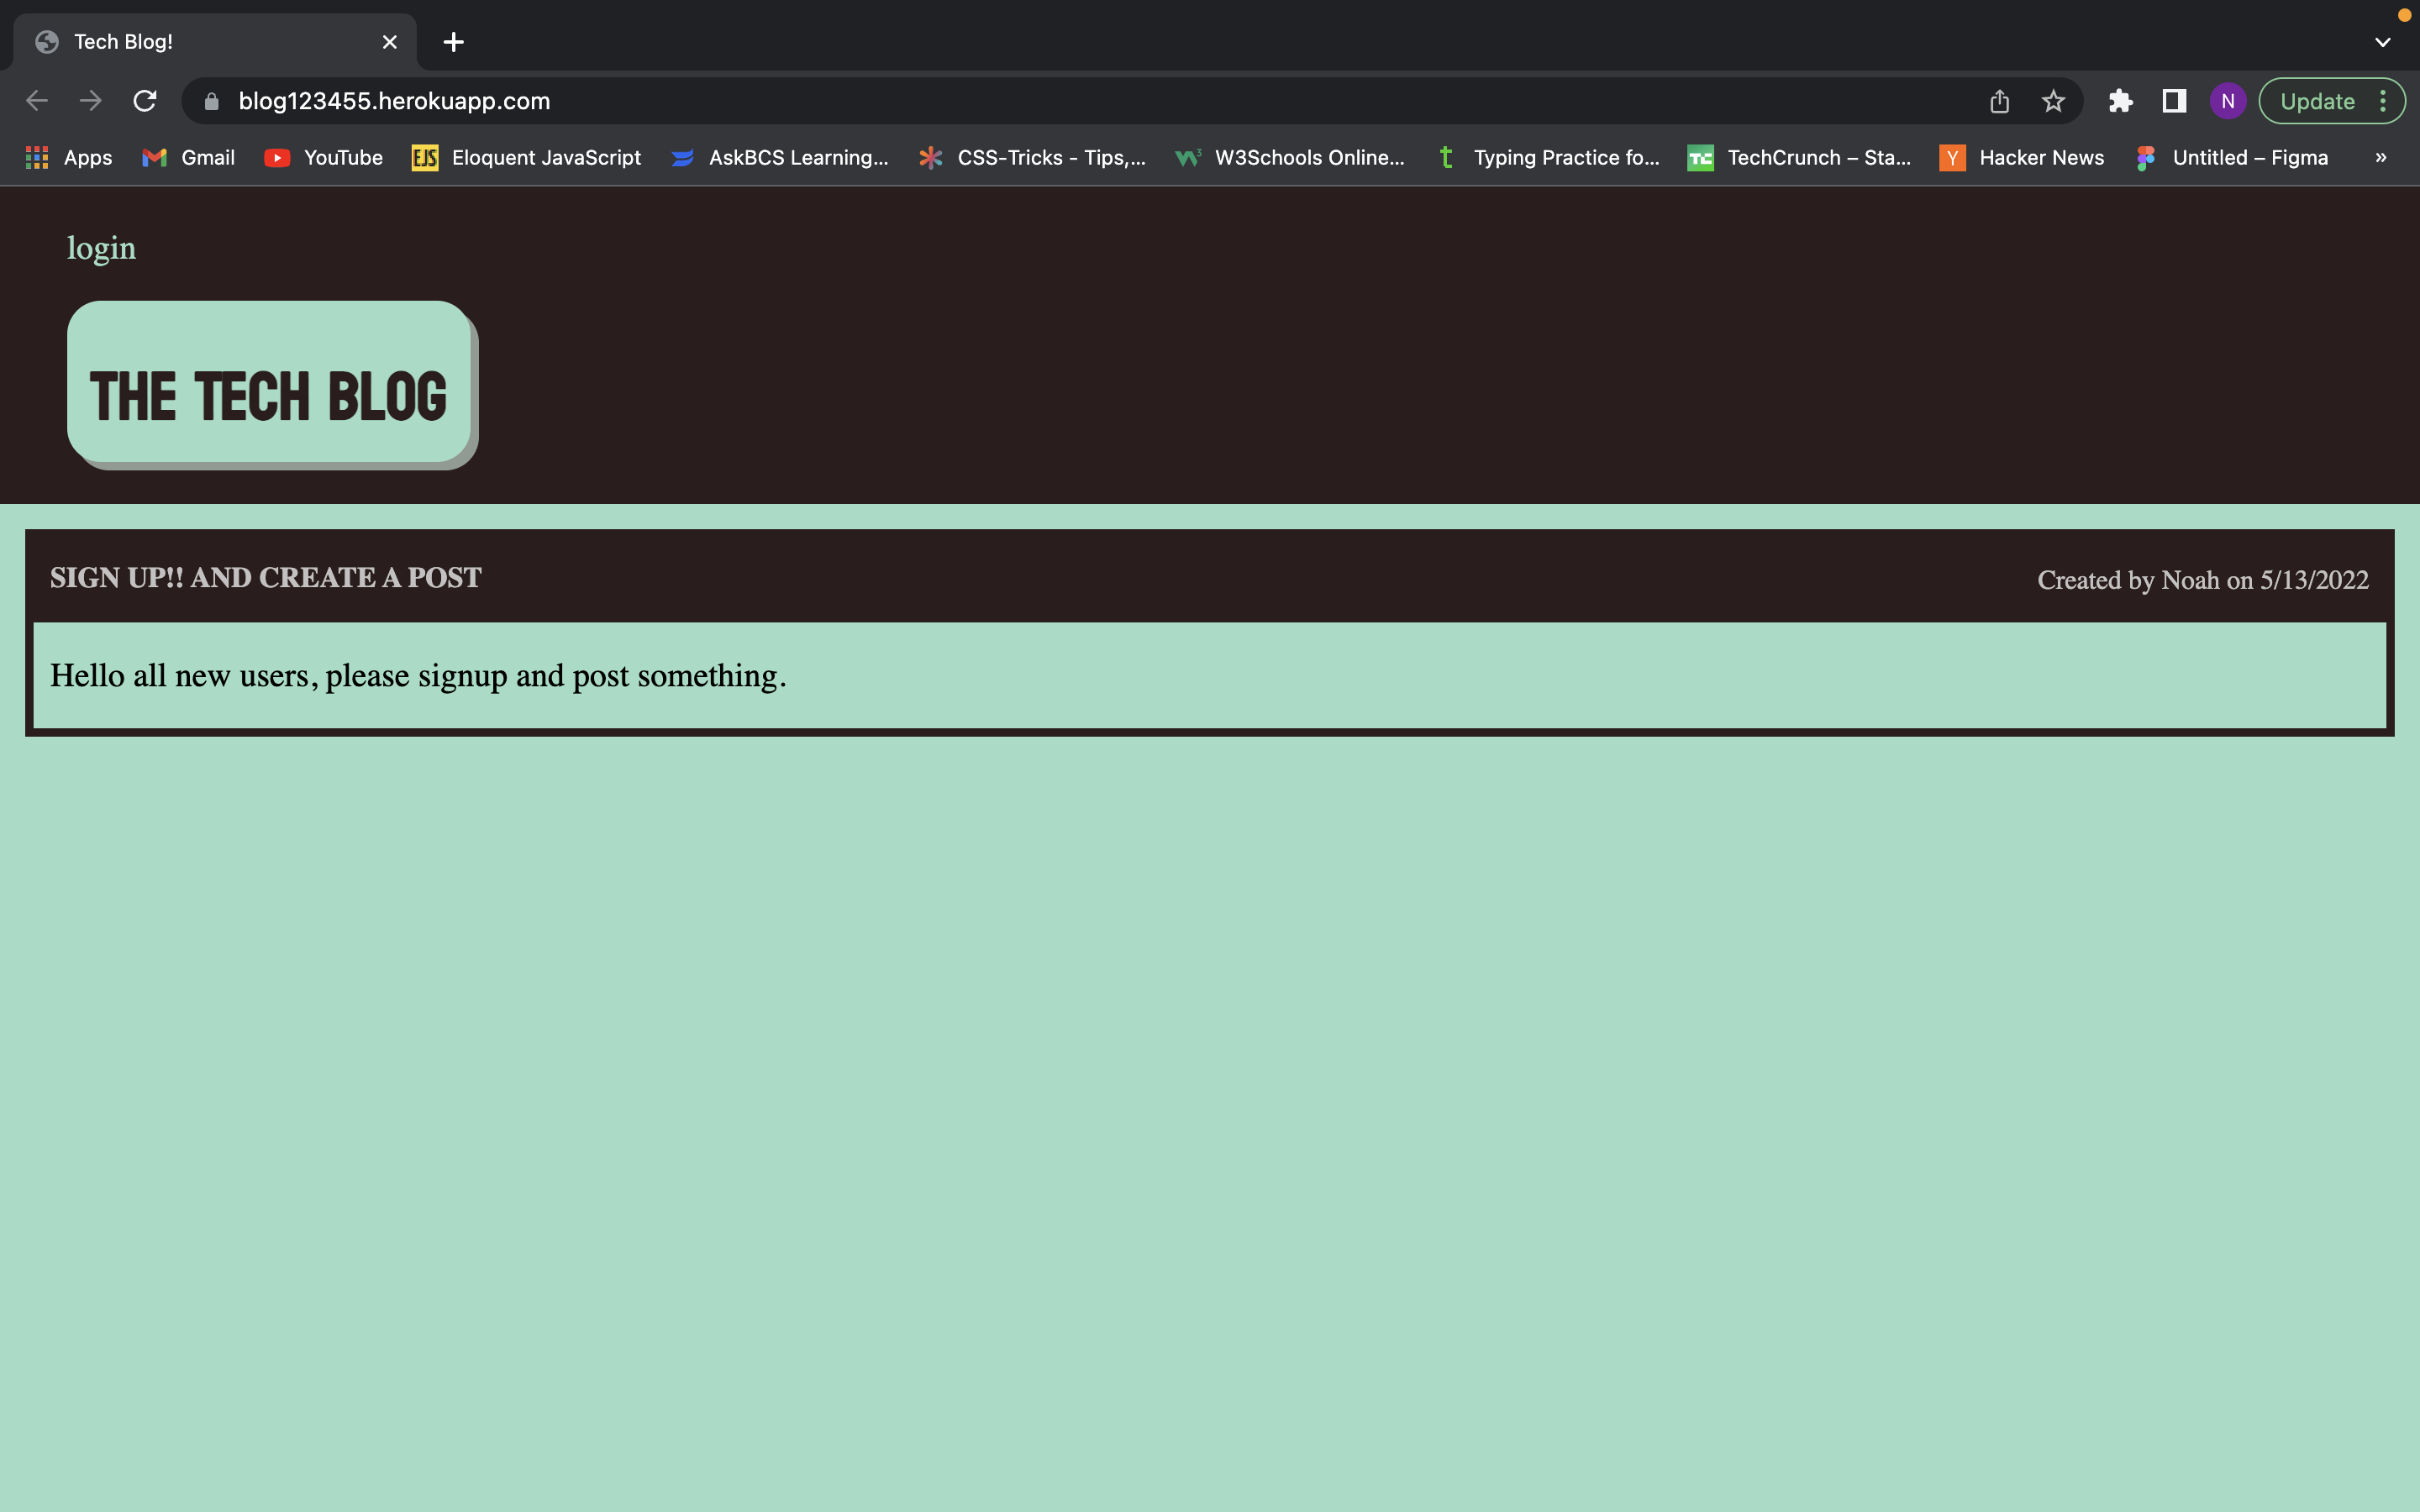 Tech Blog!
blog123455.herokuapp.com
N
Update
Apps
Gmail
YouTube
EJS
Eloquent JavaScript
AskBCS Learning...
CSS-Tricks - Tips,...
W3Schools Online...
Typing Practice fo...
TechCrunch – Sta...
Y
Hacker News
Untitled – Figma
»
login
THE TECH BLOG
SIGN UP!! AND CREATE A POST
Created by Noah on 5/13/2022
Hello all new users, please signup and post something.